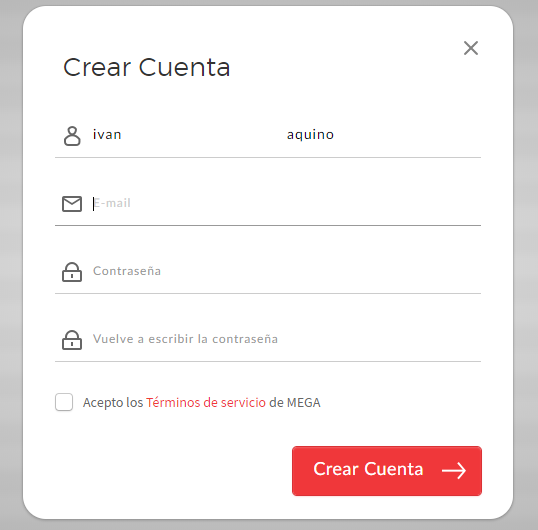 Crear Cuenta
ivan aquino
E-mail
Contraseña
Vuelve a escribir la contraseña
Acepto los Términos de servicio de MEGA
Crear Cuenta